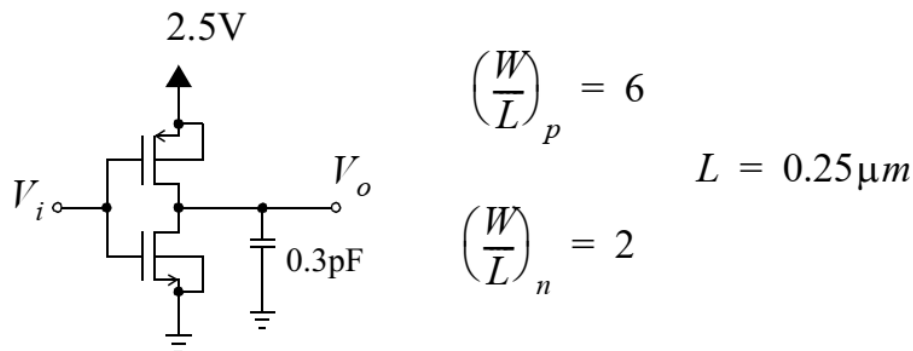 2.5V
V_i
V_o
0.3pF
(W/L)_p = 6
(W/L)_n = 2
L = 0.25μm